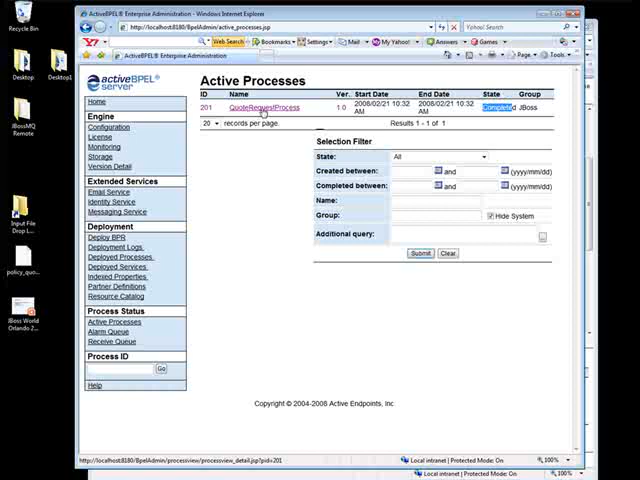 ActiveBPEL® Enterprise Administration - Windows Internet Explorer
http://localhost:8180/BpelAdmin/active_processes.jsp
Yahoo! Search
Y!
Web Search
Bookmarks
Settings
Mail
My Yahoo!
Answers
Games
ActiveBPEL® Enterprise Administration
Page
Tools
Recycle Bin
Desktop
Desktop1
JBossMQ
Remote
Input File
Drop L...
policy_quo...
JBoss World
Orlando 2...
activeBPEL
server
Home
Engine
Configuration
License
Monitoring
Storage
Version Detail
Extended Services
Email Service
Identity Service
Messaging Service
Deployment
Deploy BPR
Deployment Logs
Deployed Processes
Deployed Services
Indexed Properties
Partner Definitions
Resource Catalog
Process Status
Active Processes
Alarm Queue
Receive Queue
Process ID
Go
Help
Active Processes
ID Name Ver. Start Date End Date State Group
201 QuoteRequestProcess 1.0 2008/02/21 10:32 AM 2008/02/21 10:32 AM Completed JBoss
20 records per page. Results 1 - 1 of 1
Selection Filter
State: All
Created between: and (yyyy/mm/dd)
Completed between: and (yyyy/mm/dd)
Name:
Group: Hide System
Additional query: ...
Submit Clear
Copyright © 2004-2008 Active Endpoints, Inc
http://localhost:8180/BpelAdmin/processview/processview_detail.jsp?pid=201
Local intranet | Protected Mode: On
100%
Local intranet | Protected Mode: On
100%